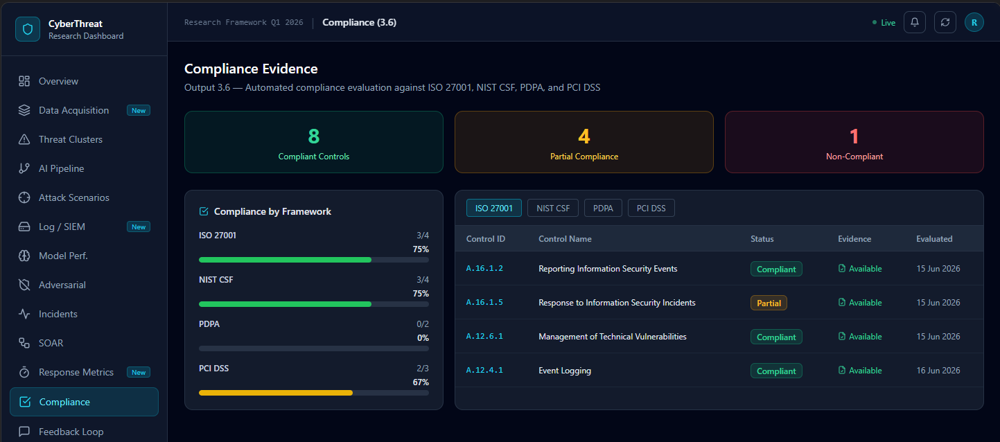 CyberThreat
Research Dashboard
Research Framework Q1 2026
Compliance (3.6)
Live
R
Overview
Data Acquisition New
Threat Clusters
AI Pipeline
Attack Scenarios
Log / SIEM New
Model Perf.
Adversarial
Incidents
SOAR
Response Metrics New
Compliance
Feedback Loop
Compliance Evidence
Output 3.6 — Automated compliance evaluation against ISO 27001, NIST CSF, PDPA, and PCI DSS
8
Compliant Controls
4
Partial Compliance
1
Non-Compliant
Compliance by Framework
ISO 27001 3/4
75%
NIST CSF 3/4
75%
PDPA 0/2
0%
PCI DSS 2/3
67%
ISO 27001 NIST CSF PDPA PCI DSS
Control ID Control Name Status Evidence Evaluated
A.16.1.2 Reporting Information Security Events Compliant Available 15 Jun 2026
A.16.1.5 Response to Information Security Incidents Partial Available 15 Jun 2026
A.12.6.1 Management of Technical Vulnerabilities Compliant Available 15 Jun 2026
A.12.4.1 Event Logging Compliant Available 16 Jun 2026